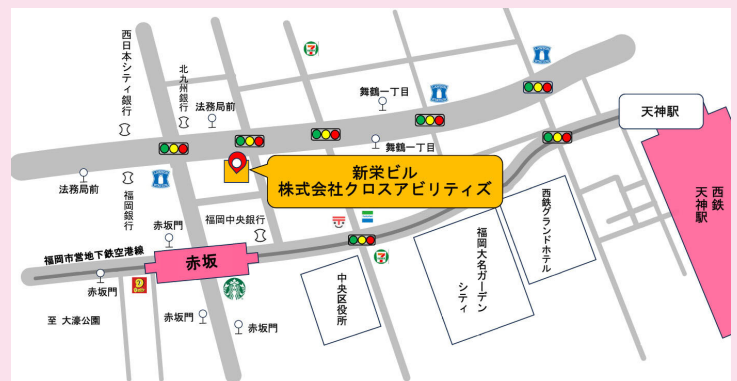 西日本シティ銀行
北九州銀行
法務局前
舞鶴一丁目
舞鶴一丁目
天神駅
新栄ビル
株式会社クロスアビリティズ
法務局前
福岡銀行
赤坂門
福岡中央銀行
西鉄グランドホテル
西鉄
天神駅
福岡市営地下鉄空港線
赤坂
福岡大名ガーデン
シティ
中央区役所
赤坂門
至 大濠公園
赤坂門
赤坂門